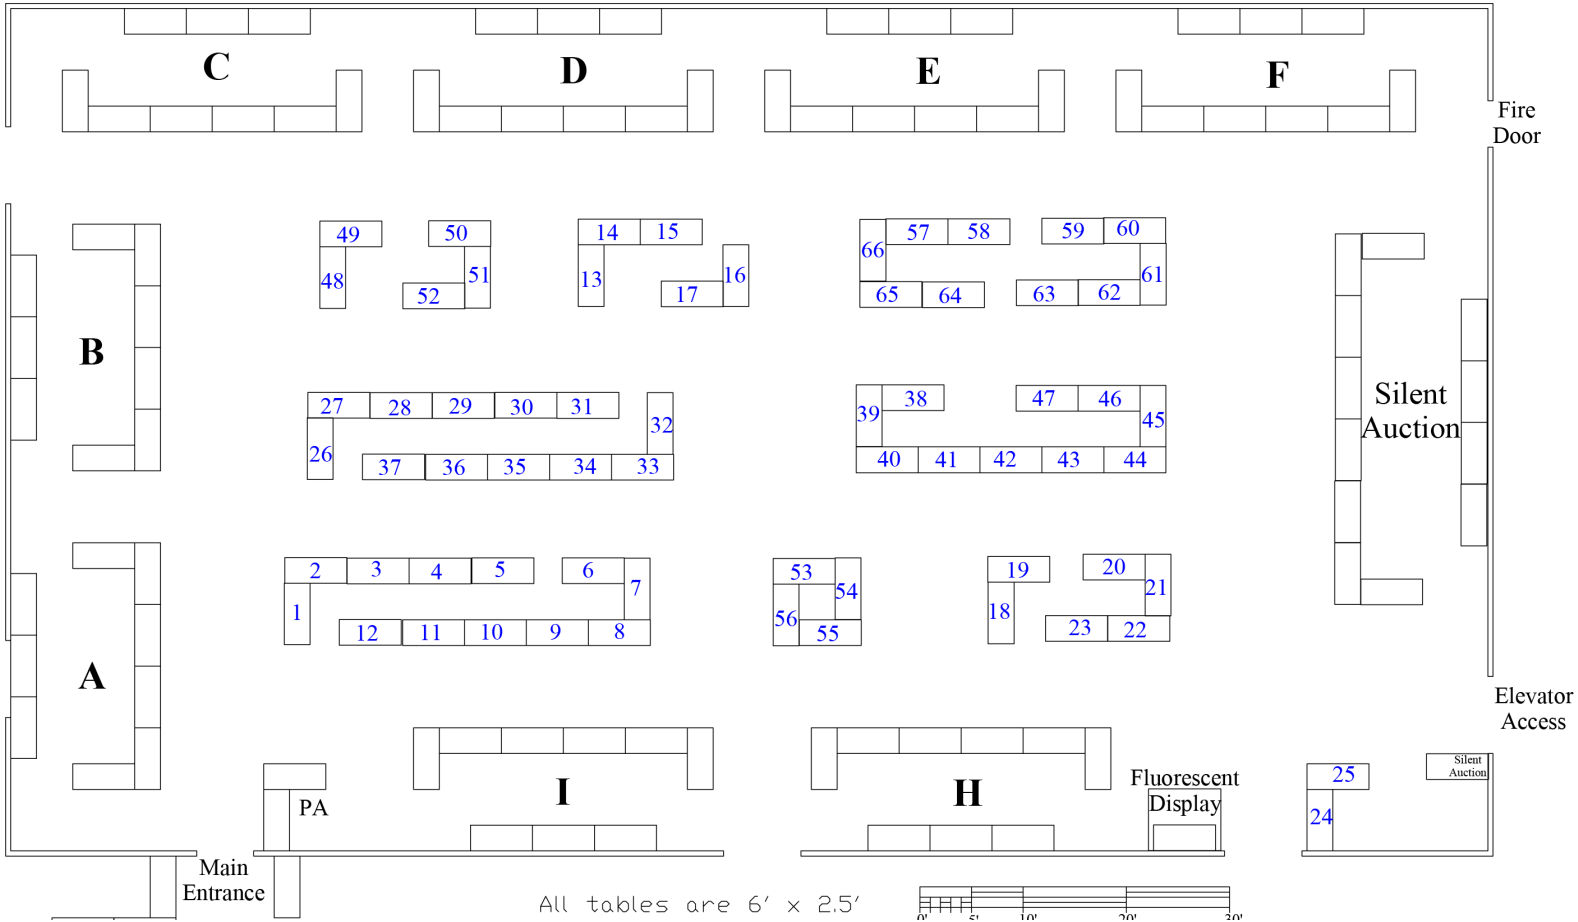 C D E F
Fire
Door
49 50 14 15 57 58 59 60
66
48 51 13 16 61
52 17 65 64 63 62
B
27 28 29 30 31 38 47 46
39 45
32
26
37 36 35 34 33 40 41 42 43 44
Silent
Auction
2 3 4 5 6 53 19 20
7 54 21
1 56 18
12 11 10 9 8 55 23 22
A
Elevator
Access
Silent
Auction
25
I H
Fluorescent
Display
PA
24
Main
Entrance
All tables are 6' x 2.5'
0' 5' 10' 20' 30'